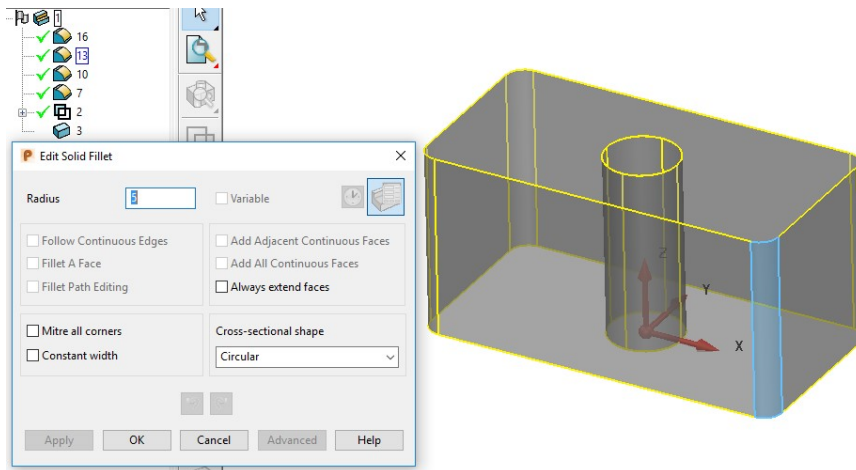 1
16
13
10
7
2
3
P Edit Solid Fillet
Radius 5 Variable
Follow Continuous Edges Add Adjacent Continuous Faces
Fillet A Face Add All Continuous Faces
Fillet Path Editing Always extend faces
Mitre all corners Cross-sectional shape
Constant width Circular
Apply OK Cancel Advanced Help
Z
Y
X